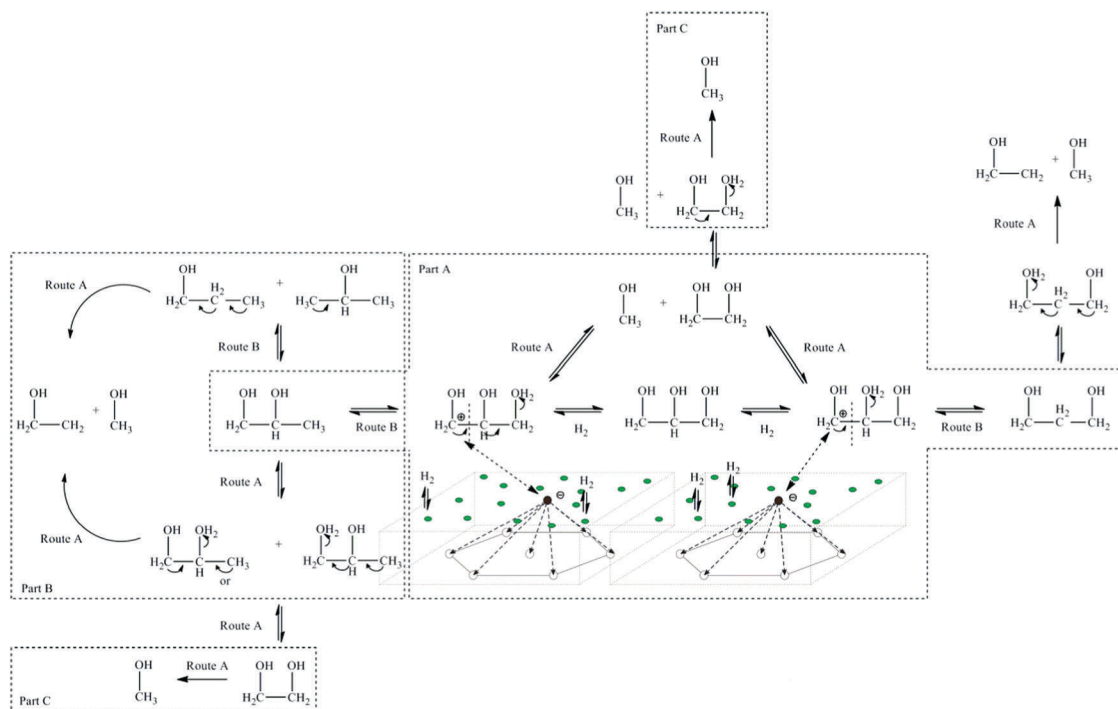 Part C
OH
CH₃
Route A
OH
CH₃
+
OH OH₂
H₂C CH₂
OH
H₂C CH₂
+
OH
CH₃
Route A
Part A
OH
CH₃
+
OH OH
H₂C CH₂
Route A
Route A
OH₂ H₂ OH
H₂C C CH₂
Route A
OH
H₂C H₂ C CH₃
+
OH
H₃C C H CH₃
Route B
OH
H₂C CH₂
+
OH
CH₃
OH OH
H₂C C H CH₃
Route B
OH OH OH₂
H₂C ⊕ C H CH₂
H₂
OH OH OH
H₂C C H CH₂
H₂
OH OH₂ OH
H₂C ⊕ C H CH₂
Route B
OH H₂ OH
H₂C C CH₂
Route A
H₂ ⊖ H₂
H₂ H₂ ⊖
Route A
OH OH₂
H₂C C H CH₃
or
+
OH₂ OH
H₂C C H CH₃
Part B
Route A
Part C
OH
CH₃
Route A
OH OH
H₂C CH₂